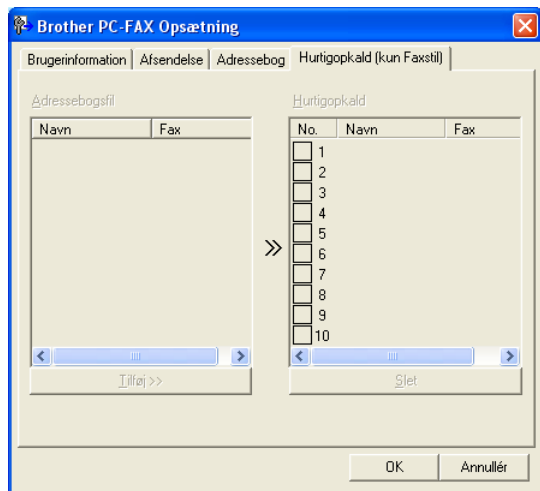 Brother PC-FAX Opsætning
Brugerinformation Afsendelse Adressebog Hurtigopkald (kun Faxstil)
Adressebogsfil
Navn Fax
Tilføj >>
>>
Hurtigopkald
No. Navn Fax
1
2
3
4
5
6
7
8
9
10
Slet
OK Annullér